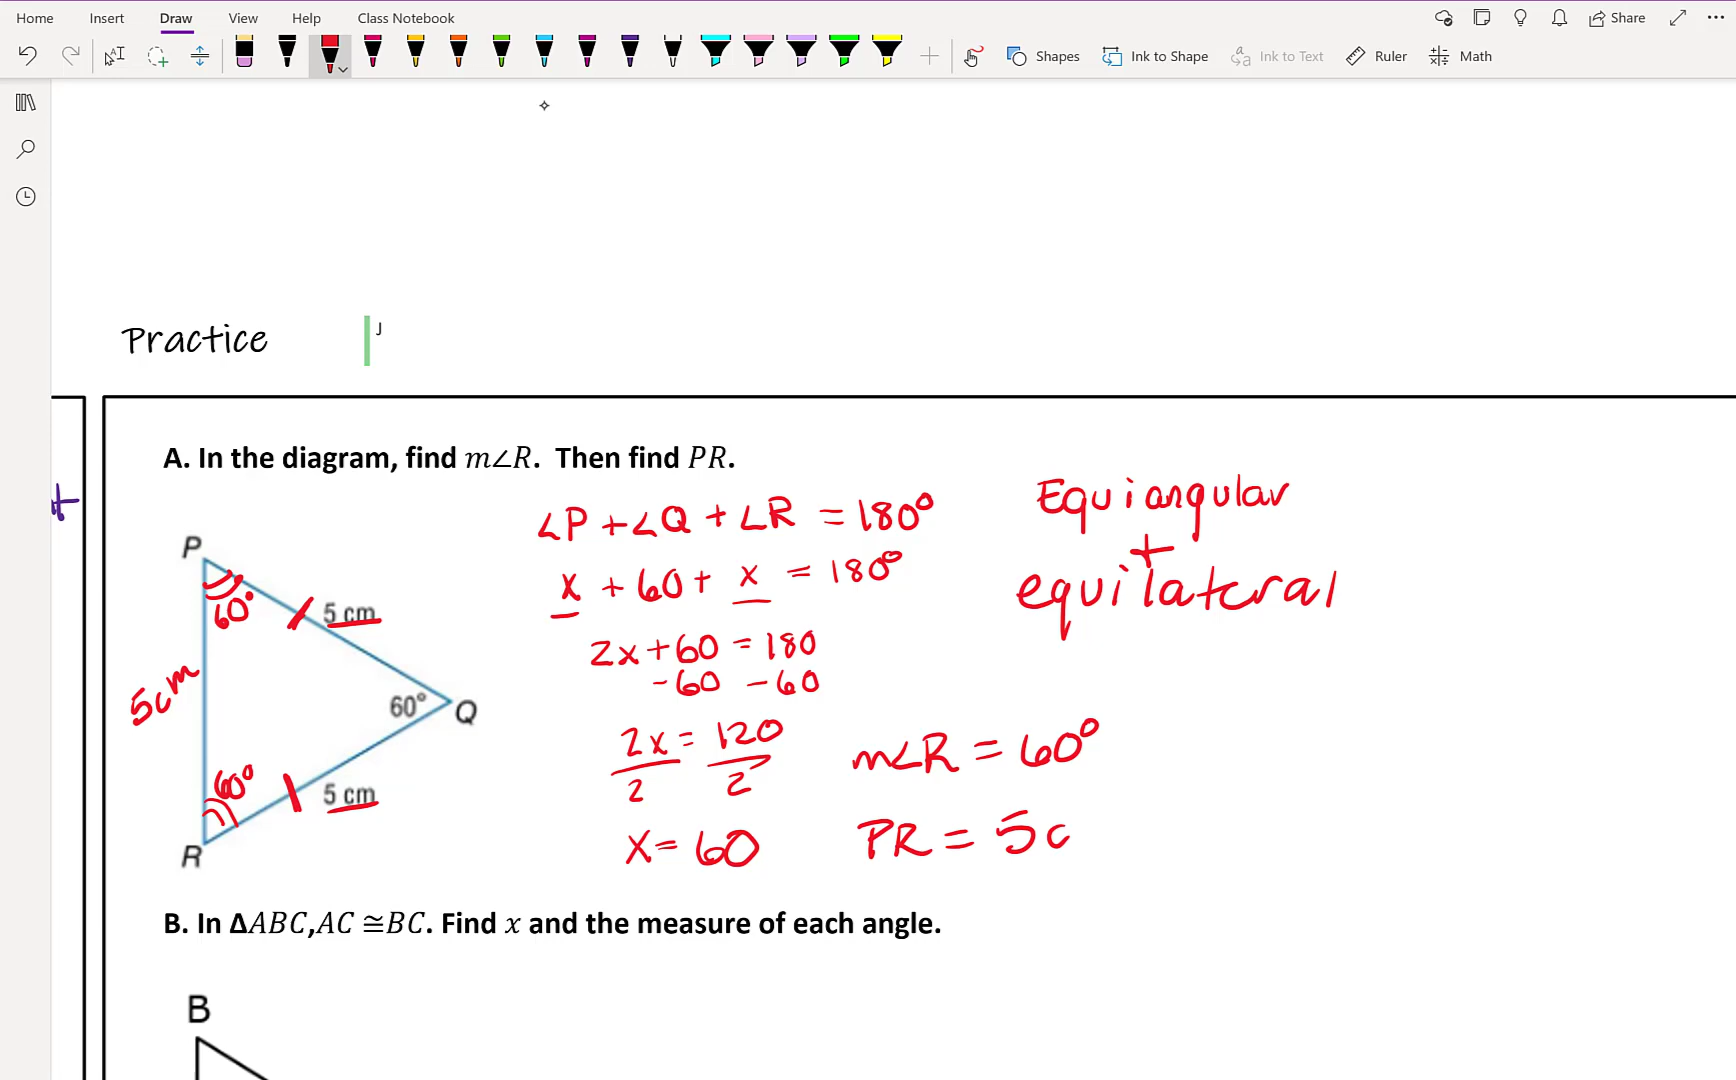 Home Insert Draw View Help Class Notebook Share
Shapes Ink to Shape Ink to Text Ruler Math
Practice
J
A. In the diagram, find m∠R. Then find PR.
∠P + ∠Q + ∠R = 180°
x + 60 + x = 180°
2x + 60 = 180
-60 -60
2x = 120
2 2
x = 60
Equiangular
+
equilateral
m∠R = 60°
PR = 5c
P
60°
5 cm
5cm
60°
Q
60°
5 cm
R
B. In ΔABC,AC ≅BC. Find x and the measure of each angle.
B